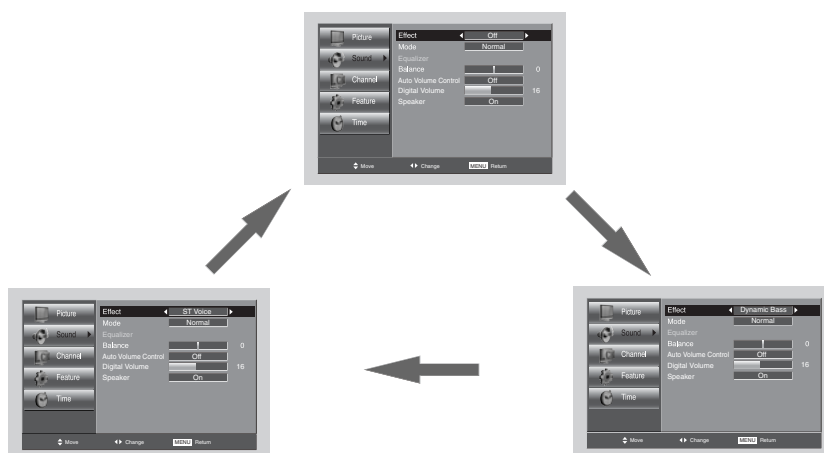 Picture
Sound
Channel
Feature
Time
Effect Off
Mode Normal
Equalizer
Balance 0
Auto Volume Control Off
Digital Volume 16
Speaker On
Move Change MENU Return
Picture
Sound
Channel
Feature
Time
Effect ST Voice
Mode Normal
Equalizer
Balance 0
Auto Volume Control Off
Digital Volume 16
Speaker On
Move Change MENU Return
Picture
Sound
Channel
Feature
Time
Effect Dynamic Bass
Mode Normal
Equalizer
Balance 0
Auto Volume Control Off
Digital Volume 16
Speaker On
Move Change MENU Return